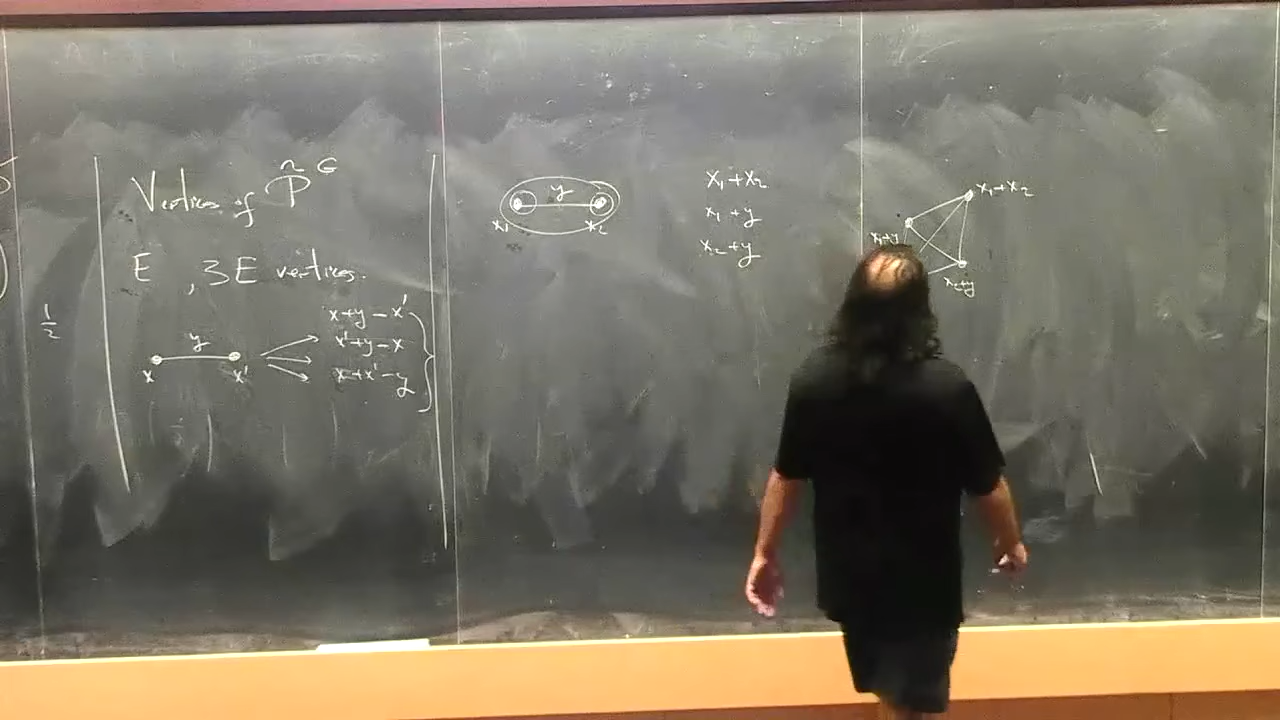 1/2
Vertices of P̃ᴳ
E , 3E vertices.
y
x x'
x+y-x'
x'+y-x
x+x'-y
y
x₁ x₂
x₁+x₂
x₁+y
x₂+y
x₁+x₂
x₁+y
x₂+y